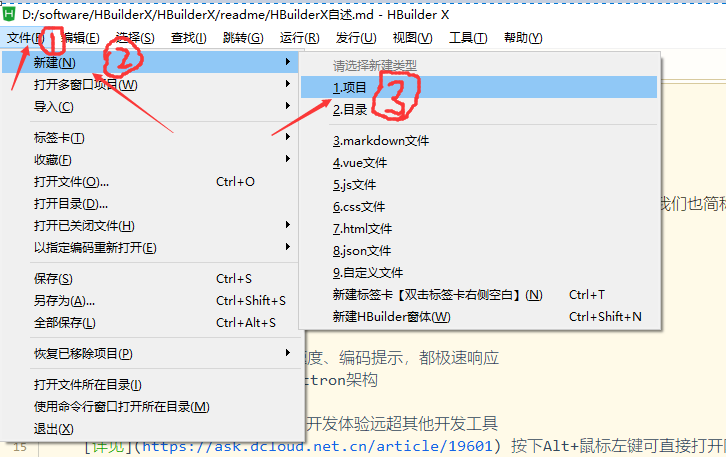 D:/software/HBuilderX/HBuilderX/readme/HBuilderX自述.md - HBuilder X
文件(F) 编辑(E) 选择(S) 查找(I) 跳转(G) 运行(R) 发行(U) 视图(V) 工具(T) 帮助(Y)
1
2
3
新建(N)
打开多窗口项目(W)
导入(C)
标签卡(T)
收藏(F)
打开文件(O)... Ctrl+O
打开目录(D)...
打开已关闭文件(H)
以指定编码重新打开(E)
保存(S) Ctrl+S
另存为(A)... Ctrl+Shift+S
全部保存(L) Ctrl+Alt+S
恢复已移除项目(P)
打开文件所在目录(I)
使用命令行窗口打开所在目录(M)
退出(X)
请选择新建类型
1.项目
2.目录
3.markdown文件
4.vue文件
5.js文件
6.css文件
7.html文件
8.json文件
9.自定义文件
新建标签卡【双击标签卡右侧空白】(N) Ctrl+T
新建HBuilder窗体(W) Ctrl+Shift+N
我们也简称
度、编码提示，都极速响应
ctron架构
开发体验远超其他开发工具
15 [详见](https://ask.dcloud.net.cn/article/19601) 按下Alt+鼠标左键可直接打开